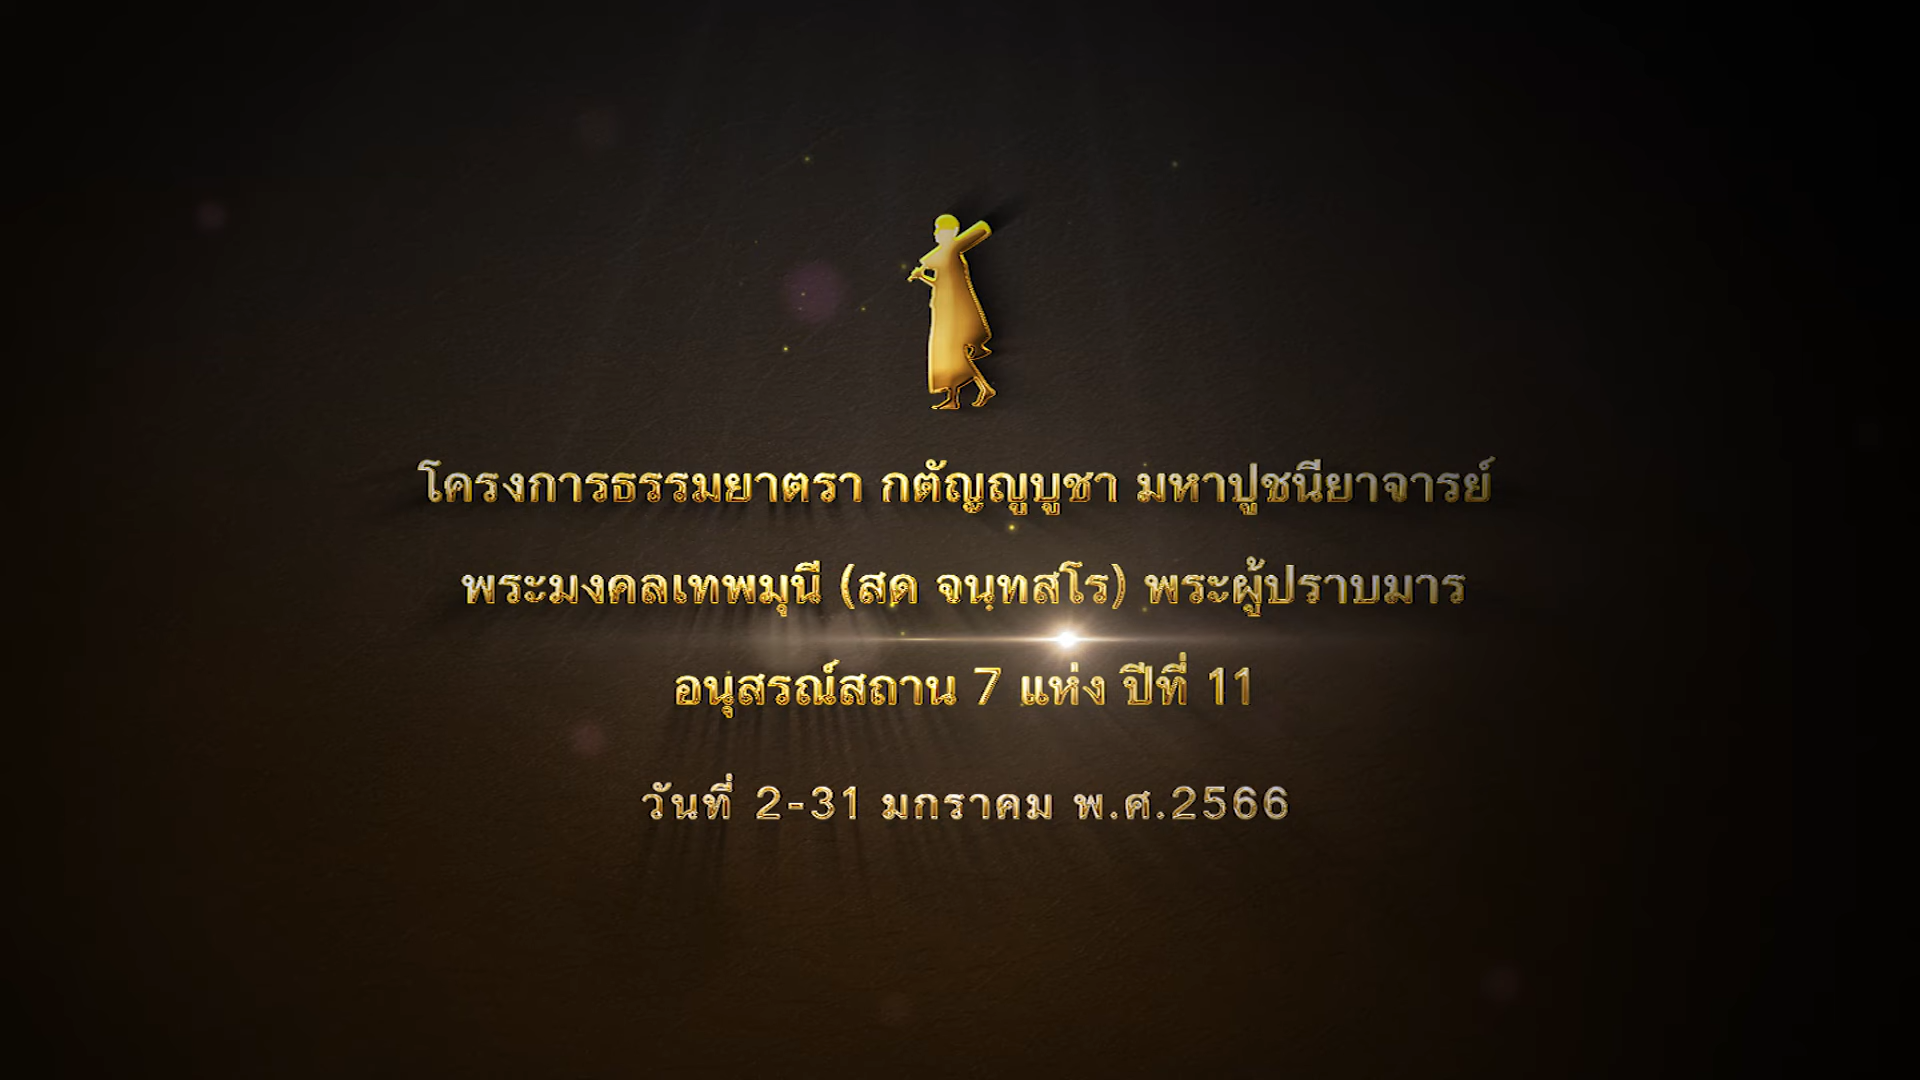 โครงการธรรมยาตรา กตัญญูบูชา มหาปูชนียาจารย์
พระมงคลเทพมุนี (สด จนฺทสโร) พระผู้ปราบมาร
อนุสรณ์สถาน 7 แห่ง ปีที่ 11
วันที่ 2-31 มกราคม พ.ศ.2566